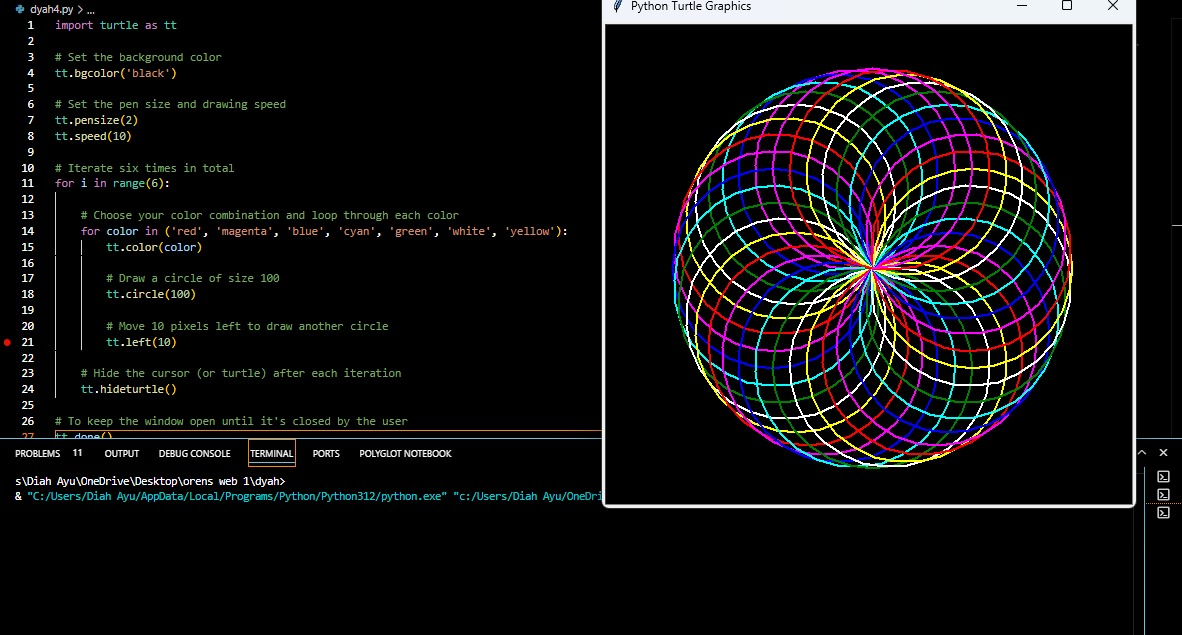 dyah4.py > ...
Python Turtle Graphics
1 import turtle as tt
2
3 # Set the background color
4 tt.bgcolor('black')
5
6 # Set the pen size and drawing speed
7 tt.pensize(2)
8 tt.speed(10)
9
10 # Iterate six times in total
11 for i in range(6):
12
13 # Choose your color combination and loop through each color
14 for color in ('red', 'magenta', 'blue', 'cyan', 'green', 'white', 'yellow'):
15 tt.color(color)
16
17 # Draw a circle of size 100
18 tt.circle(100)
19
20 # Move 10 pixels left to draw another circle
21 tt.left(10)
22
23 # Hide the cursor (or turtle) after each iteration
24 tt.hideturtle()
25
26 # To keep the window open until it's closed by the user
27 tt.done()
PROBLEMS 11 OUTPUT DEBUG CONSOLE TERMINAL PORTS POLYGLOT NOTEBOOK
s\Diah Ayu\OneDrive\Desktop\orens web 1\dyah>
& "C:/Users/Diah Ayu/AppData/Local/Programs/Python/Python312/python.exe" "c:/Users/Diah Ayu/OneDri